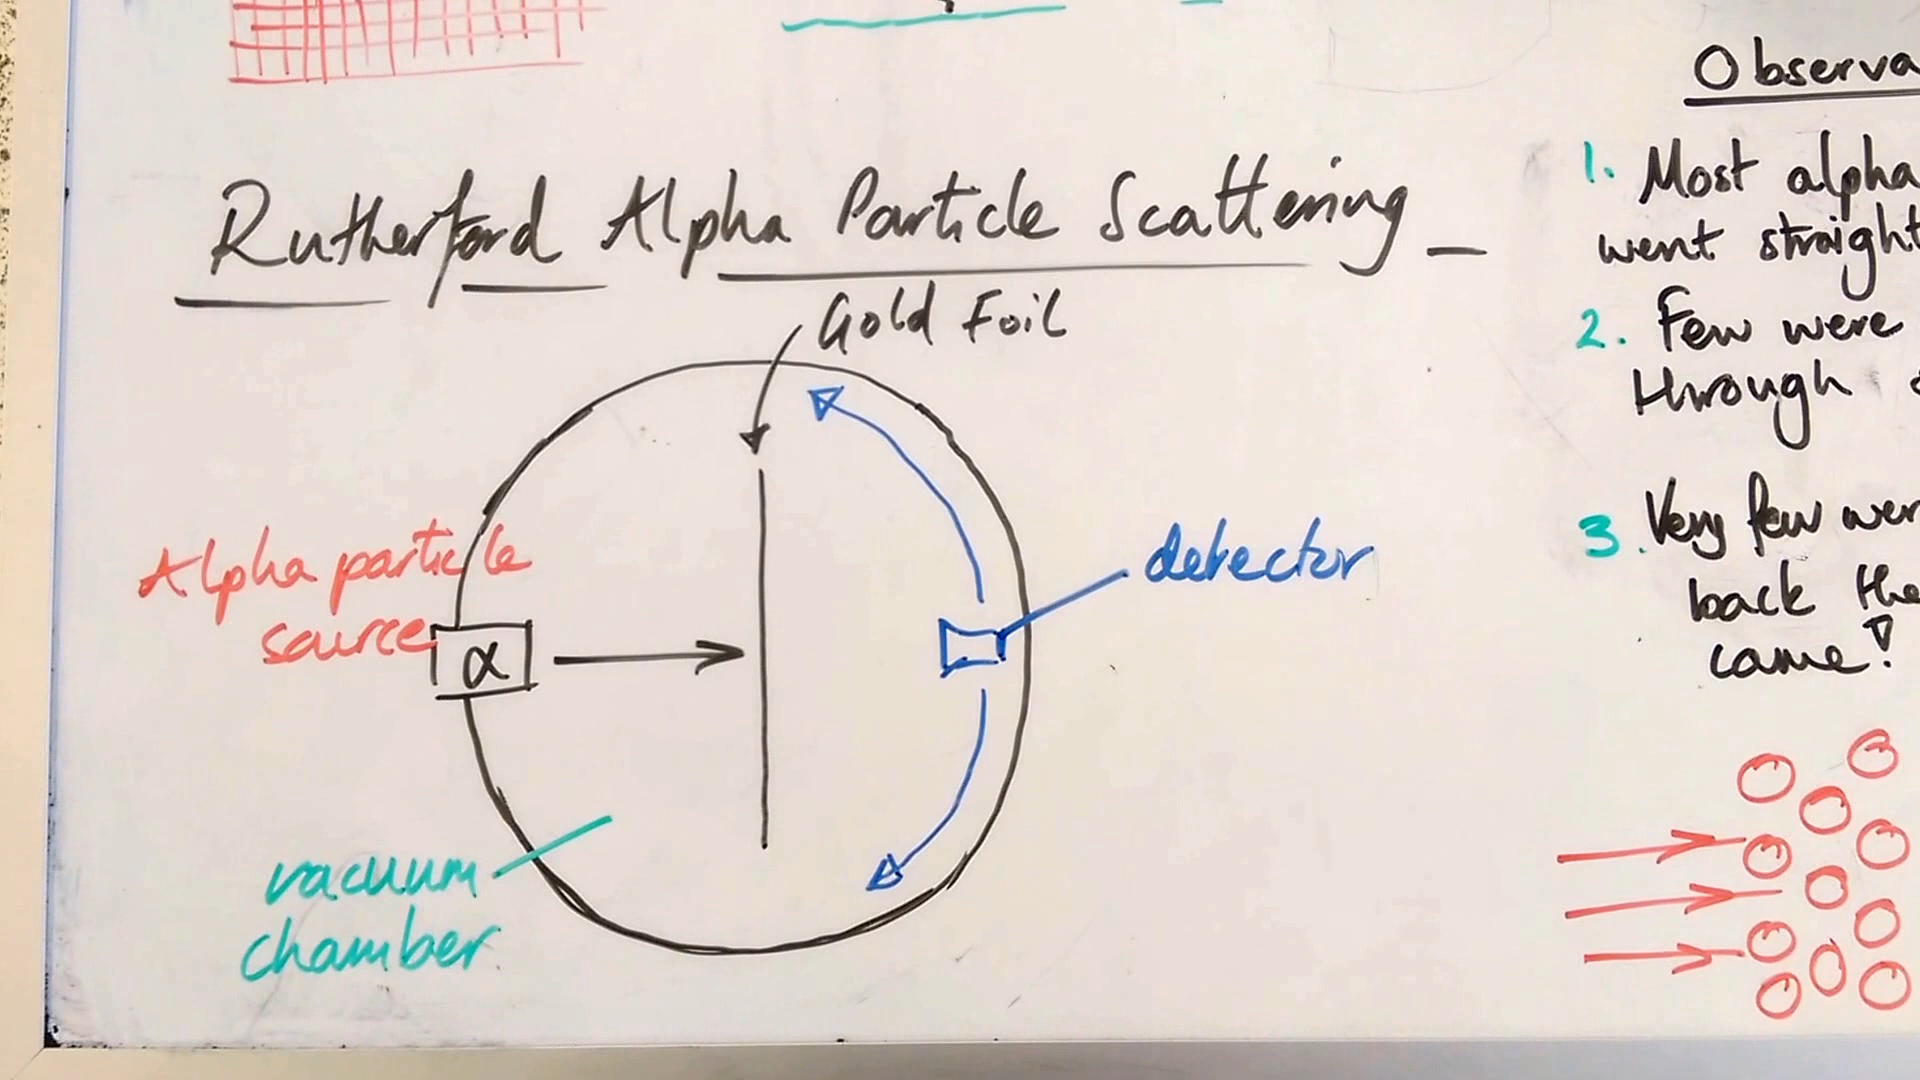 Rutherford Alpha Particle Scattering
Gold Foil
Alpha particle
source
α
detector
vacuum
chamber
Observa
1. Most alpha
went straight
2. Few were
through
3. Very few wer
back the
came!